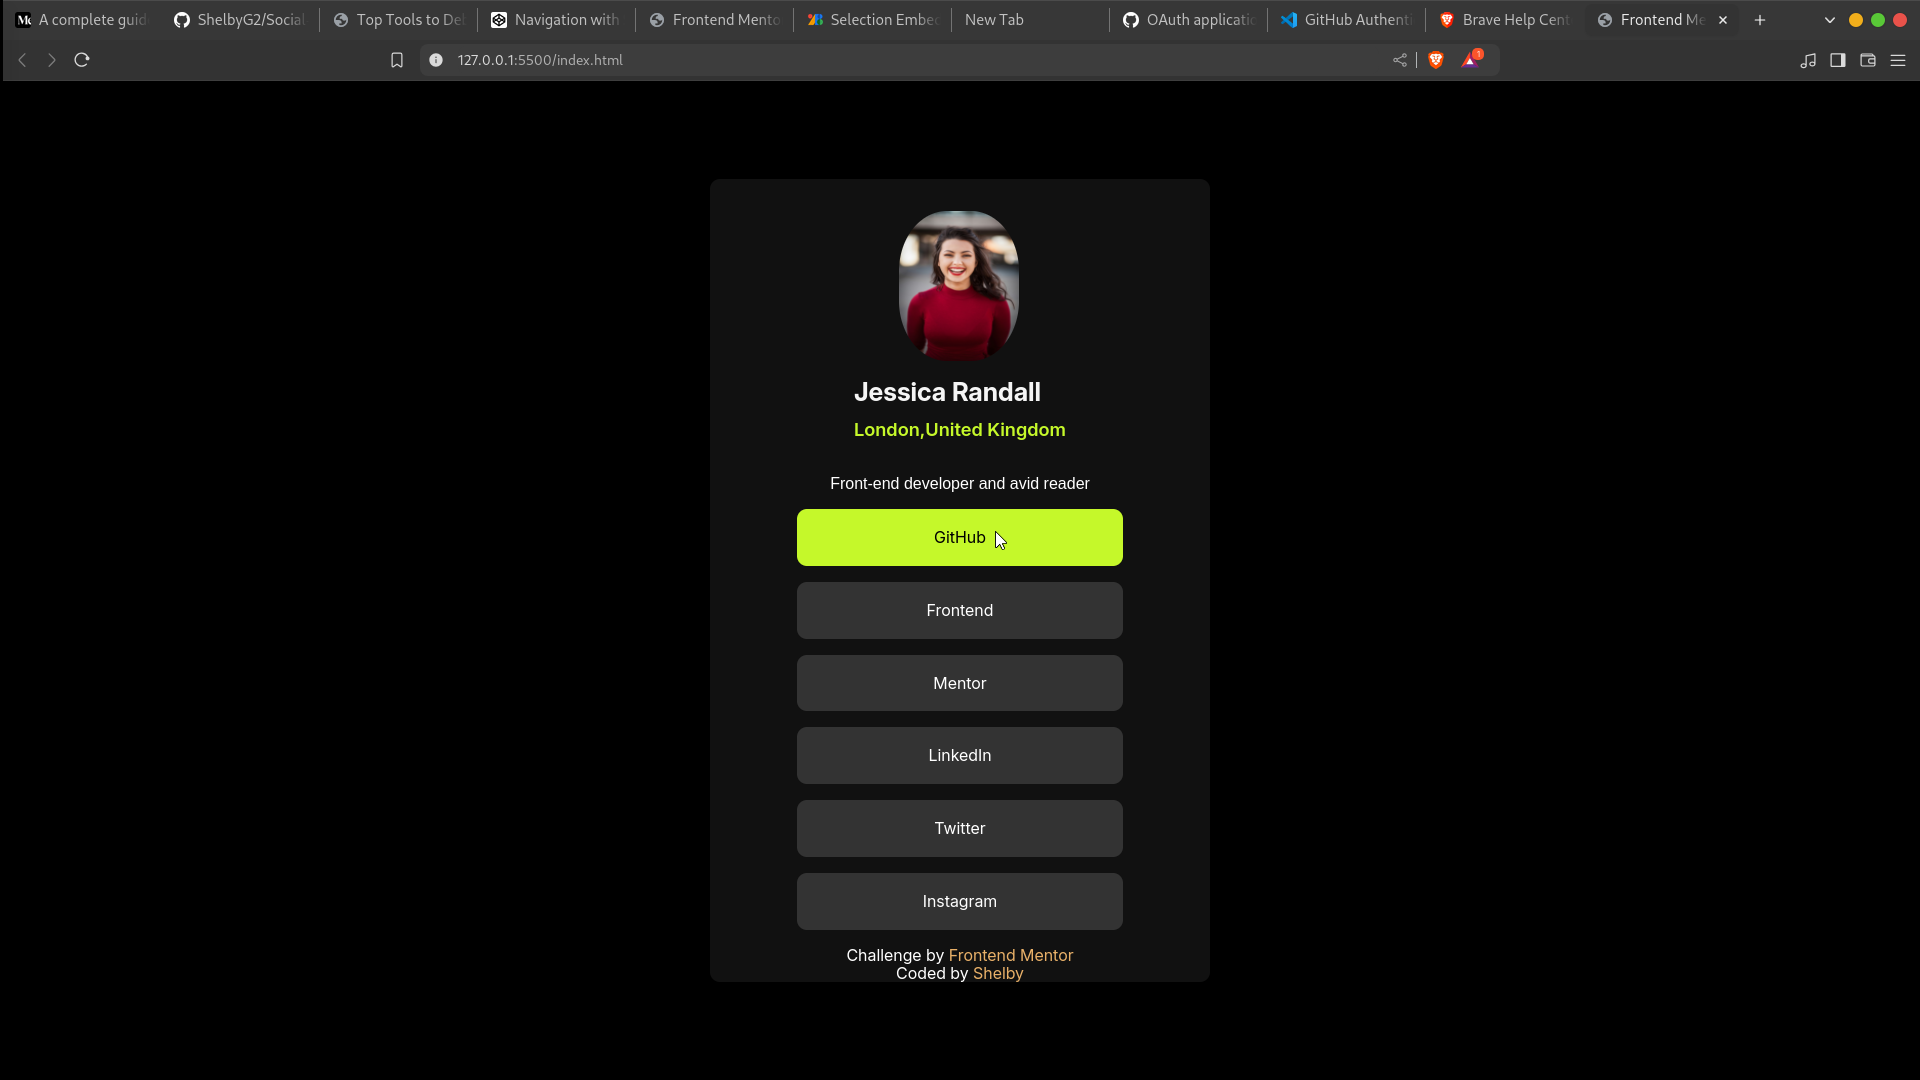 A complete guid
ShelbyG2/Social
Top Tools to De
Navigation with
Frontend Mento
Selection Embe
New Tab
OAuth applicati
GitHub Authenti
Brave Help Cent
Frontend Me
127.0.0.1:5500/index.html
1
Jessica Randall
London,United Kingdom
Front-end developer and avid reader
GitHub
Frontend
Mentor
LinkedIn
Twitter
Instagram
Challenge by Frontend Mentor
Coded by Shelby